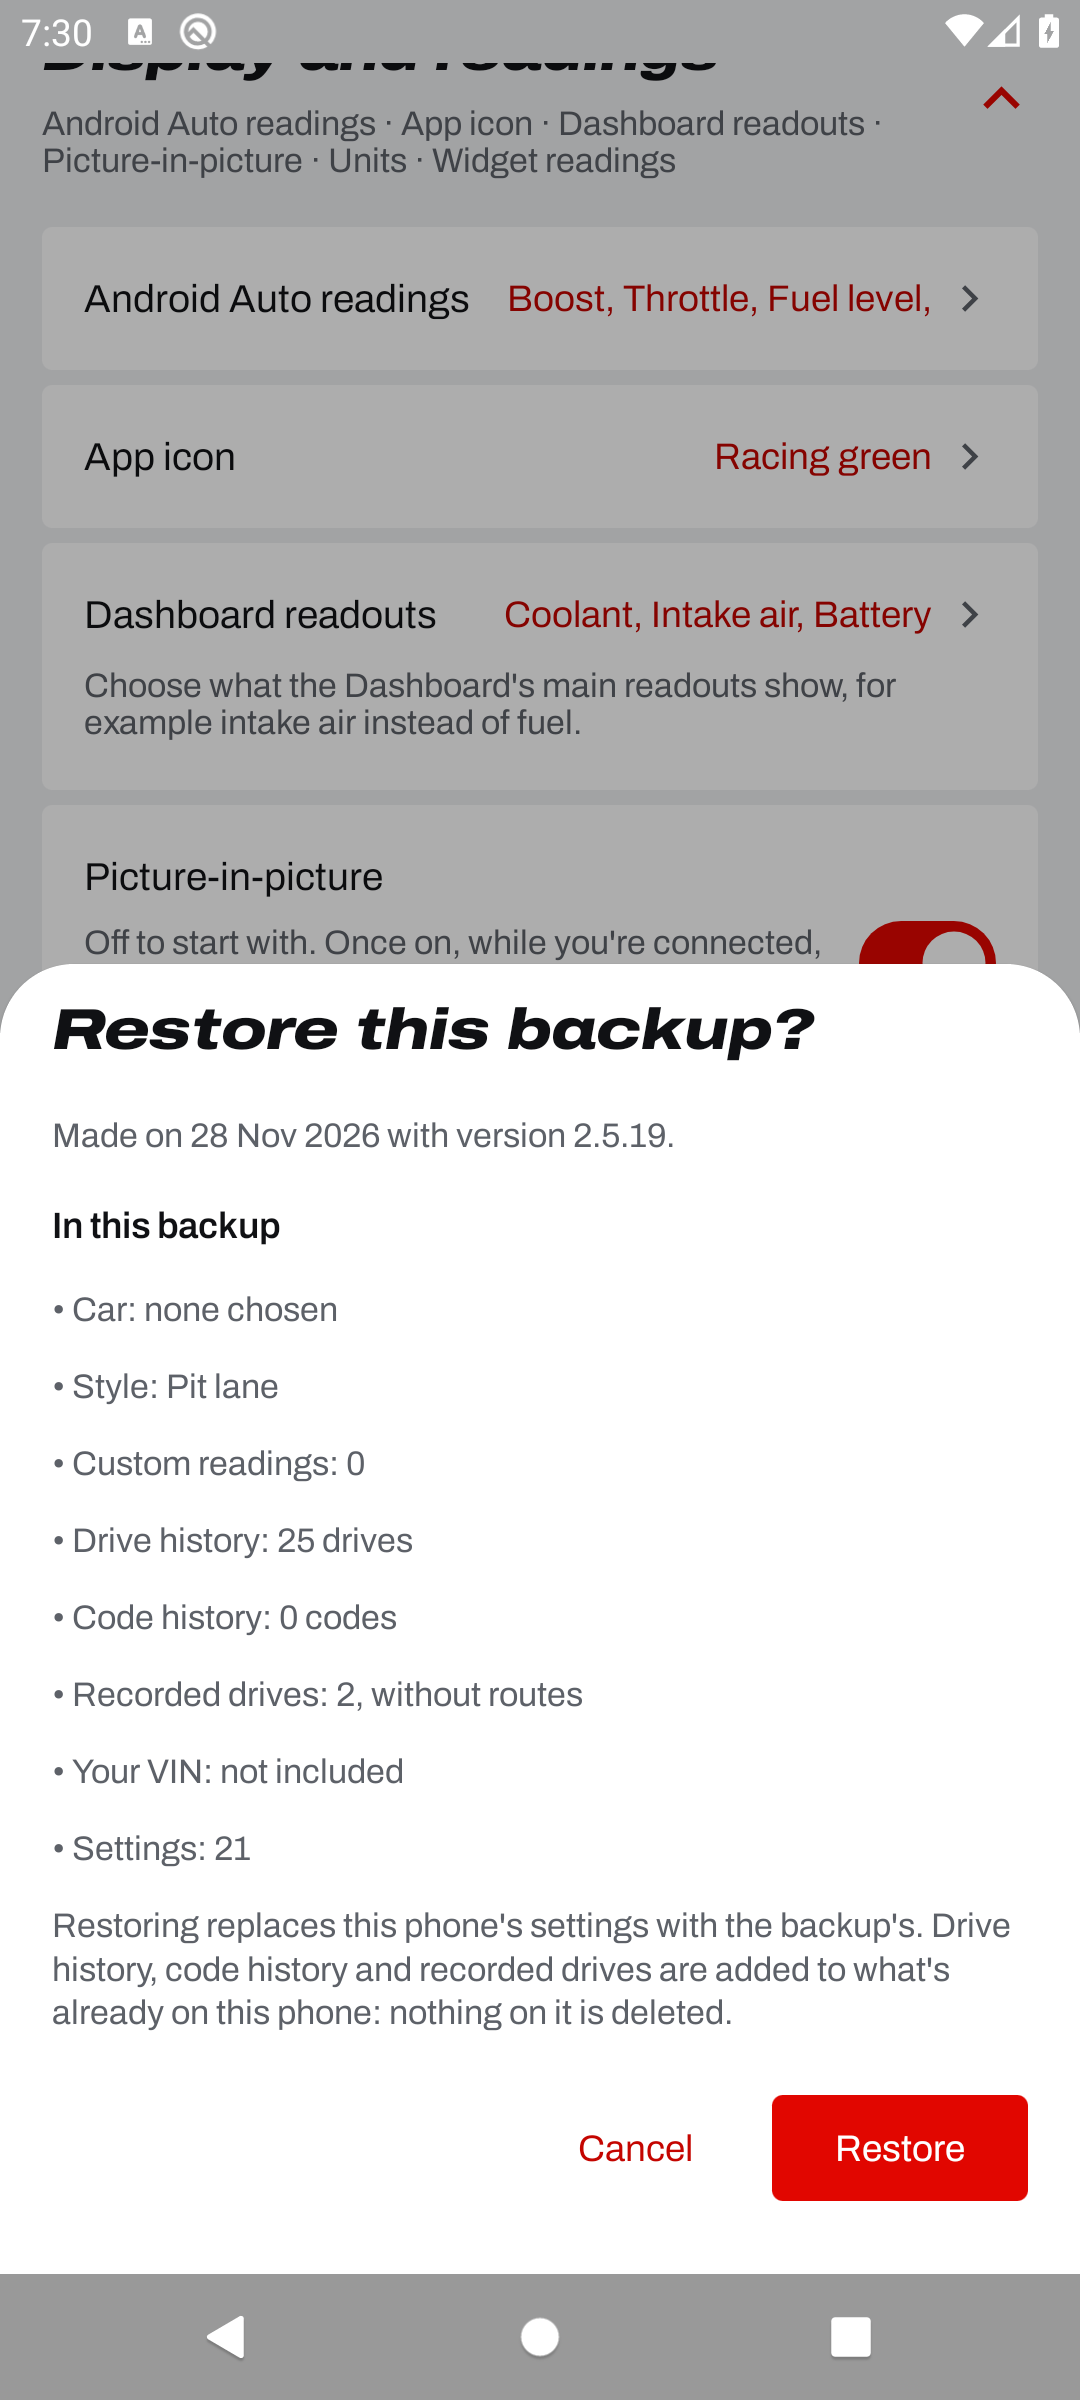 7:30
Display and readings
Android Auto readings · App icon · Dashboard readouts ·
Picture-in-picture · Units · Widget readings
Android Auto readings Boost, Throttle, Fuel level,
App icon Racing green
Dashboard readouts Coolant, Intake air, Battery
Choose what the Dashboard's main readouts show, for
example intake air instead of fuel.
Picture-in-picture
Off to start with. Once on, while you're connected,
Restore this backup?
Made on 28 Nov 2026 with version 2.5.19.
In this backup
• Car: none chosen
• Style: Pit lane
• Custom readings: 0
• Drive history: 25 drives
• Code history: 0 codes
• Recorded drives: 2, without routes
• Your VIN: not included
• Settings: 21
Restoring replaces this phone's settings with the backup's. Drive
history, code history and recorded drives are added to what's
already on this phone: nothing on it is deleted.
Cancel Restore